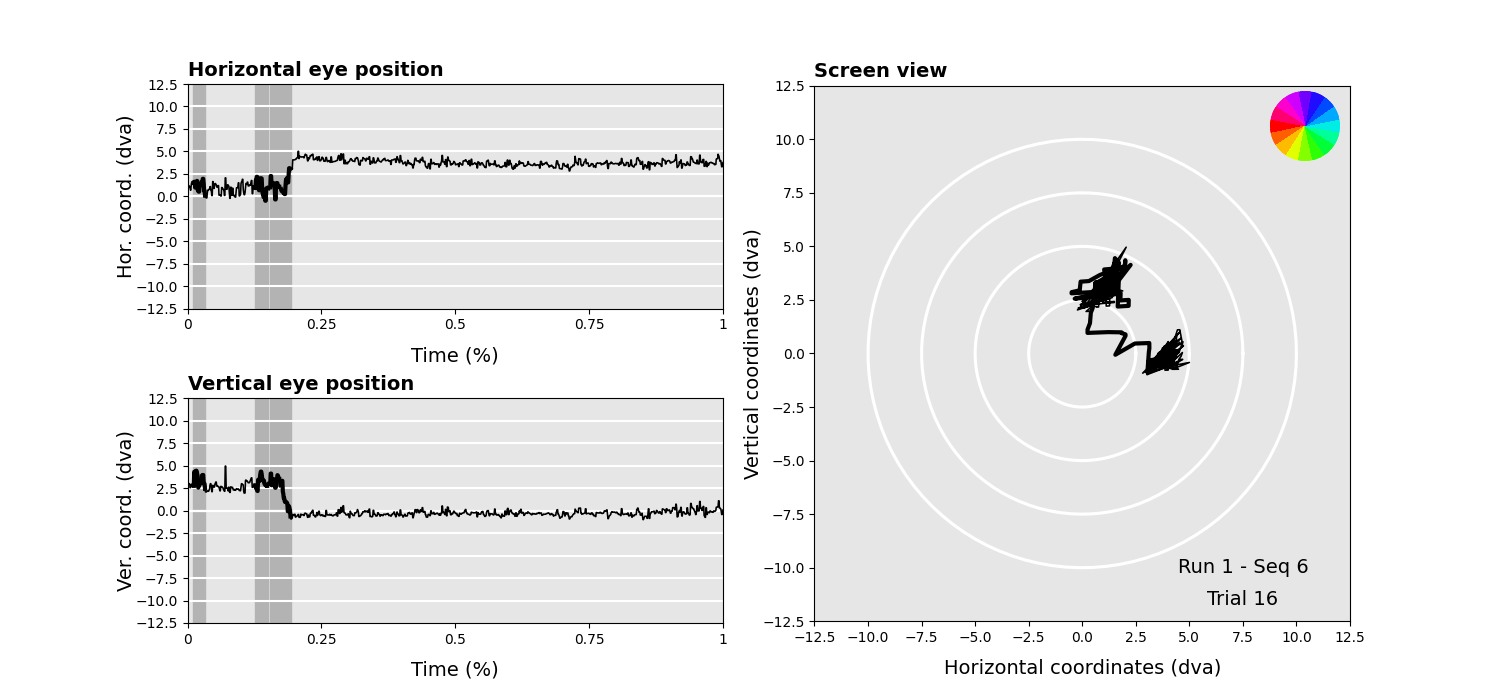 Horizontal eye position
12.5
10.0
7.5
5.0
2.5
0.0
−2.5
−5.0
−7.5
−10.0
−12.5
Hor. coord. (dva)
0 0.25 0.5 0.75 1
Time (%)
Vertical eye position
12.5
10.0
7.5
5.0
2.5
0.0
−2.5
−5.0
−7.5
−10.0
−12.5
Ver. coord. (dva)
0 0.25 0.5 0.75 1
Time (%)
Screen view
12.5
10.0
7.5
5.0
2.5
0.0
−2.5
−5.0
−7.5
−10.0
−12.5
Vertical coordinates (dva)
Run 1 - Seq 6
Trial 16
−12.5 −10.0 −7.5 −5.0 −2.5 0.0 2.5 5.0 7.5 10.0 12.5
Horizontal coordinates (dva)